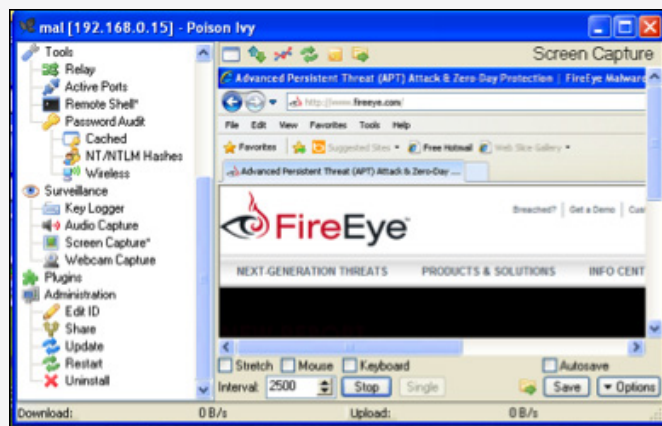 mal [192.168.0.15] - Poison Ivy
Tools
Relay
Active Ports
Remote Shell*
Password Audit
Cached
NT/NTLM Hashes
Wireless
Surveillance
Key Logger
Audio Capture
Screen Capture*
Webcam Capture
Plugins
Administration
Edit ID
Share
Update
Restart
Uninstall
Screen Capture
Advanced Persistent Threat (APT) Attack & Zero-Day Protection | FireEye Malware
http://www.fireeye.com/
File Edit View Favorites Tools Help
Favorites Suggested Sites Free Hotmail Web Slice Gallery
Advanced Persistent Threat (APT) Attack & Zero-Day ...
Breached? Get a Demo Cus
FireEye
NEXT-GENERATION THREATS PRODUCTS & SOLUTIONS INFO CENT
Stretch Mouse Keyboard Autosave
Interval: 2500 Stop Single Save Options
Download: 0 B/s Upload: 0 B/s